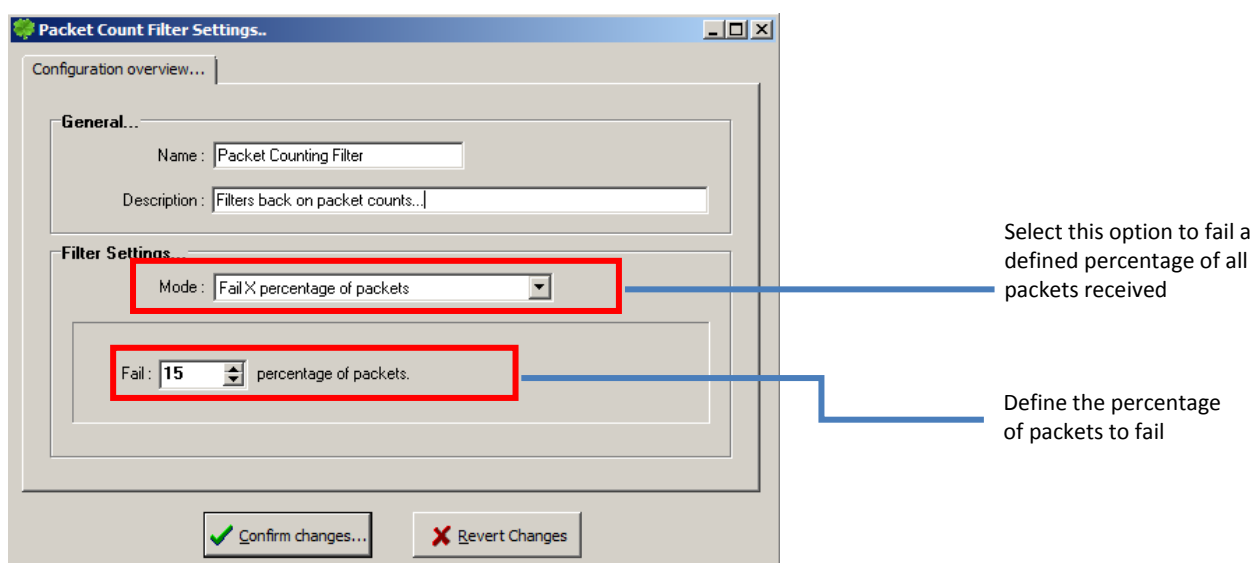 Packet Count Filter Settings..
Configuration overview...
General...
Name : Packet Counting Filter
Description : Filters back on packet counts...
Filter Settings...
Mode : Fail X percentage of packets
Fail : 15 percentage of packets.
Confirm changes...
Revert Changes
Select this option to fail a
defined percentage of all
packets received
Define the percentage
of packets to fail